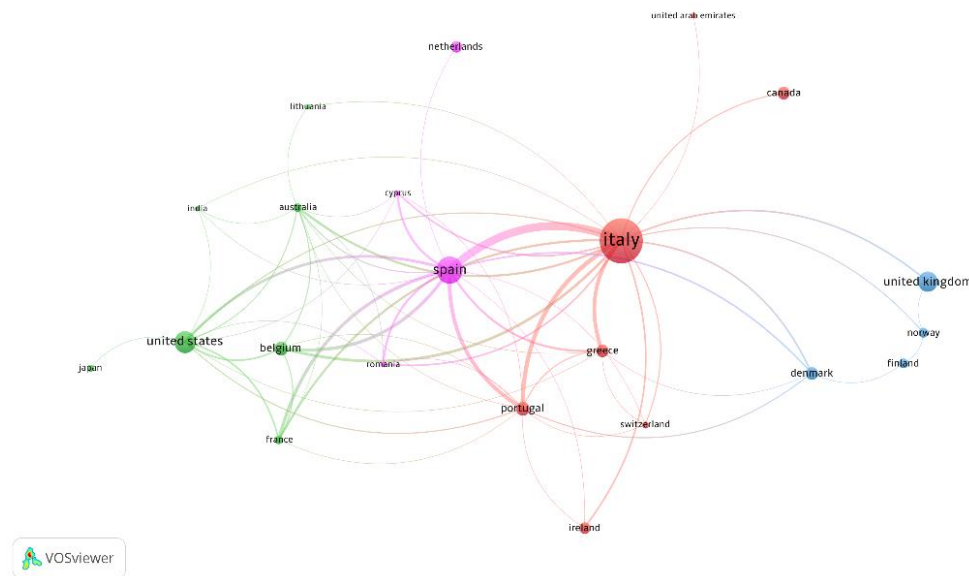 united arab emirates
netherlands
canada
lithuania
cyprus
india
australia
italy
spain
united kingdom
norway
united states
belgium
greece
finland
japan
romania
denmark
portugal
switzerland
france
ireland
VOSviewer